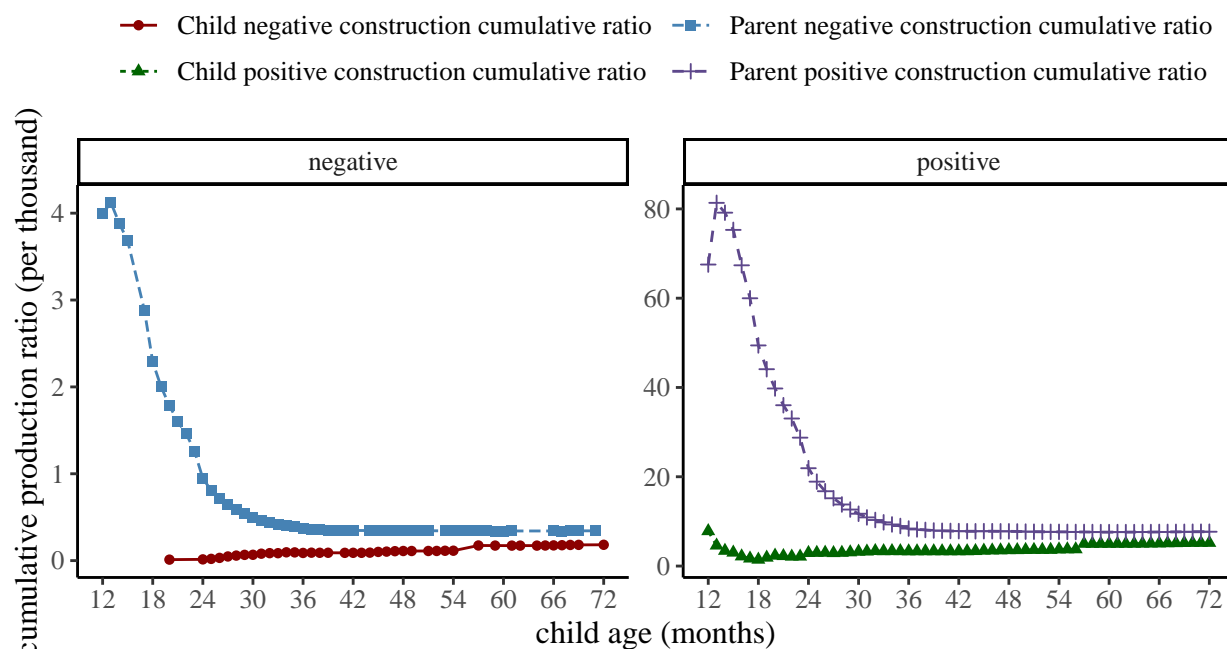 Child negative construction cumulative ratio
Parent negative construction cumulative ratio
Child positive construction cumulative ratio
Parent positive construction cumulative ratio
cumulative production ratio (per thousand)
negative
positive
4
3
2
1
0
12 18 24 30 36 42 48 54 60 66 72
80
60
40
20
0
12 18 24 30 36 42 48 54 60 66 72
child age (months)